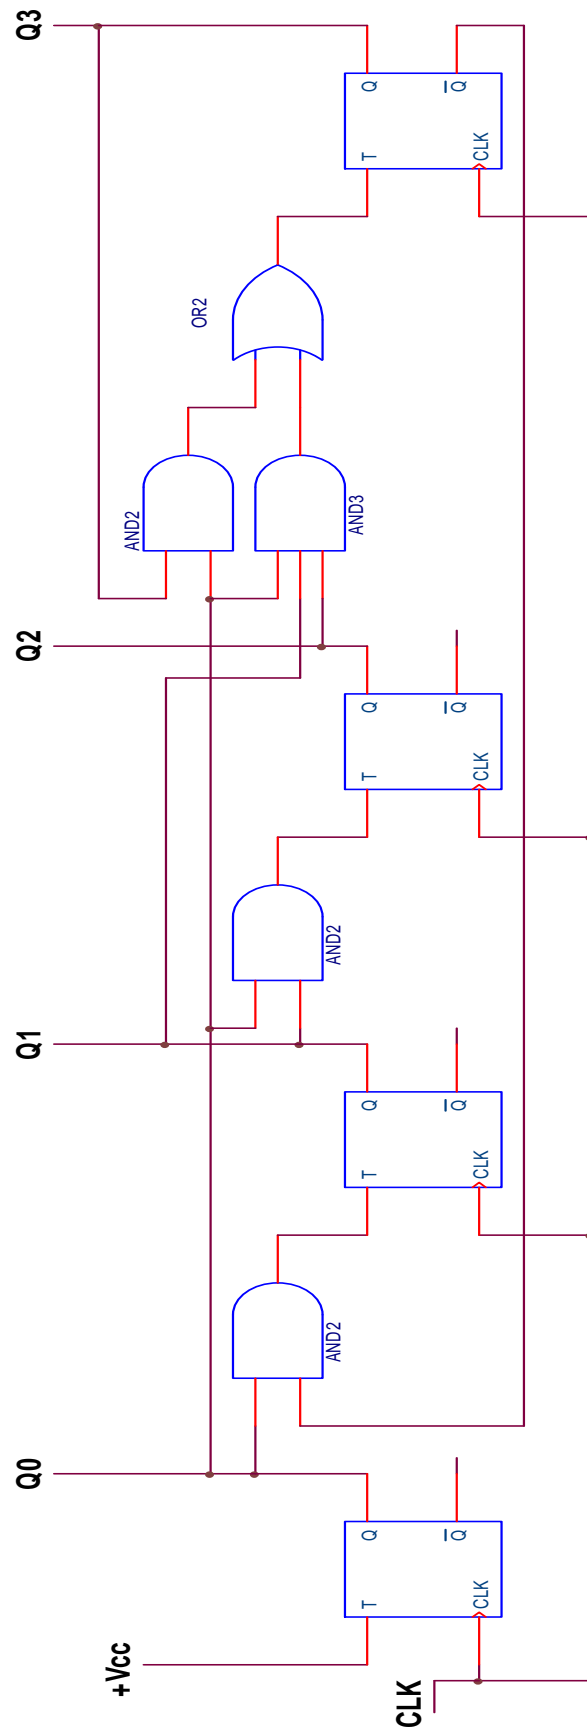 Q0
Q1
Q2
Q3
+Vcc
CLK
T
Q
CLK
Q
AND2
T
Q
CLK
Q
AND2
T
Q
CLK
Q
AND2
AND3
OR2
T
Q
CLK
Q